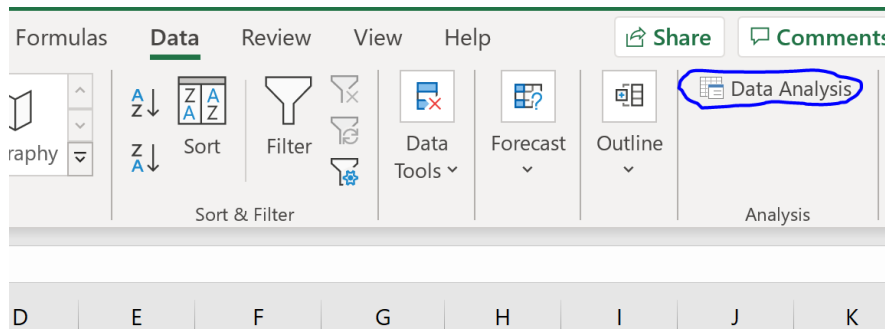 Formulas Data Review View Help Share Comments
Data Analysis
raphy Sort Filter Data Tools Forecast Outline
Sort & Filter Analysis
D E F G H I J K